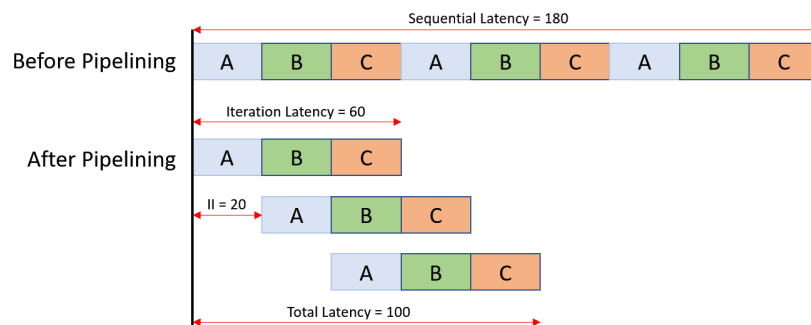 Sequential Latency = 180
Before Pipelining A B C A B C A B C
Iteration Latency = 60
After Pipelining A B C
II = 20
A B C
A B C
Total Latency = 100